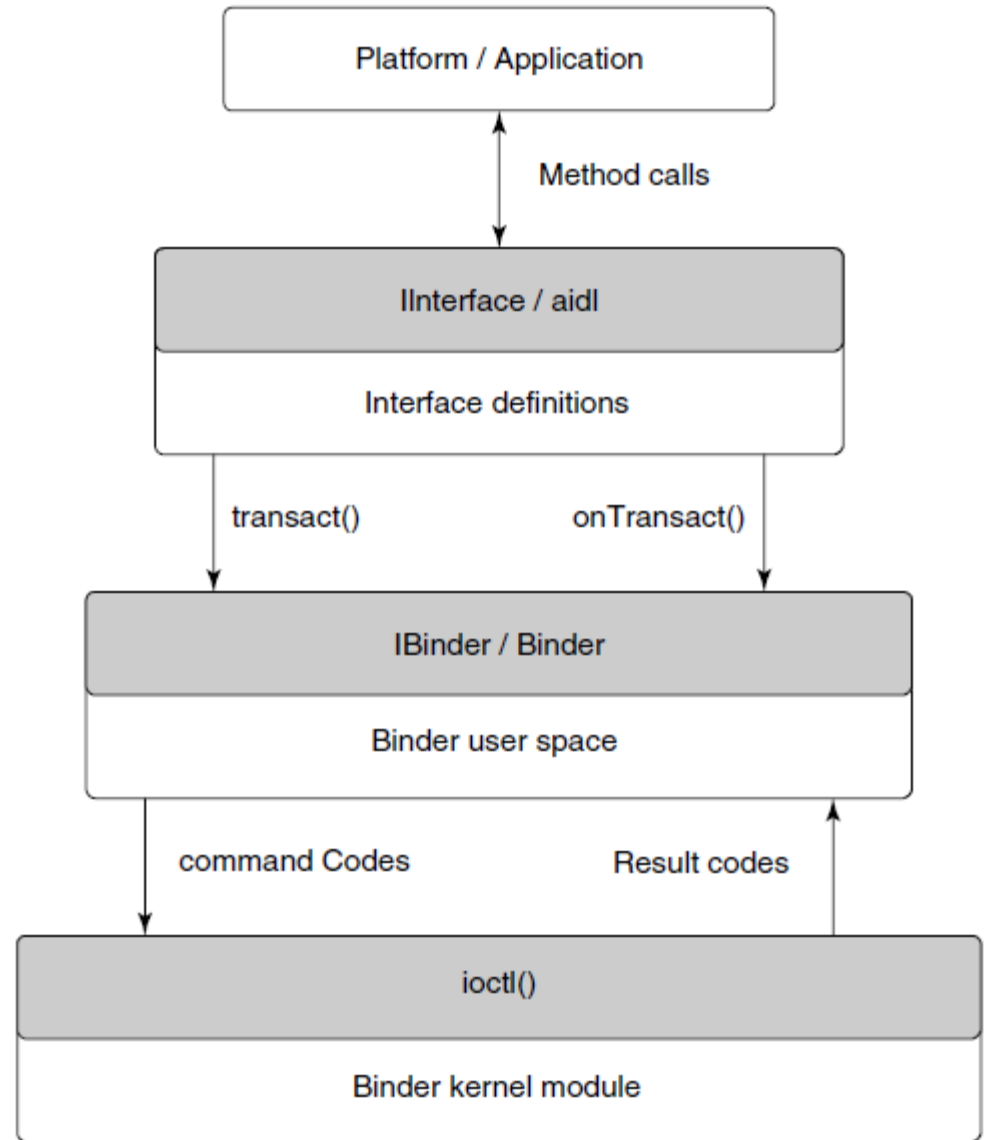 Platform / Application
Method calls
IInterface / aidl
Interface definitions
transact()
onTransact()
IBinder / Binder
Binder user space
command Codes
Result codes
ioctl()
Binder kernel module